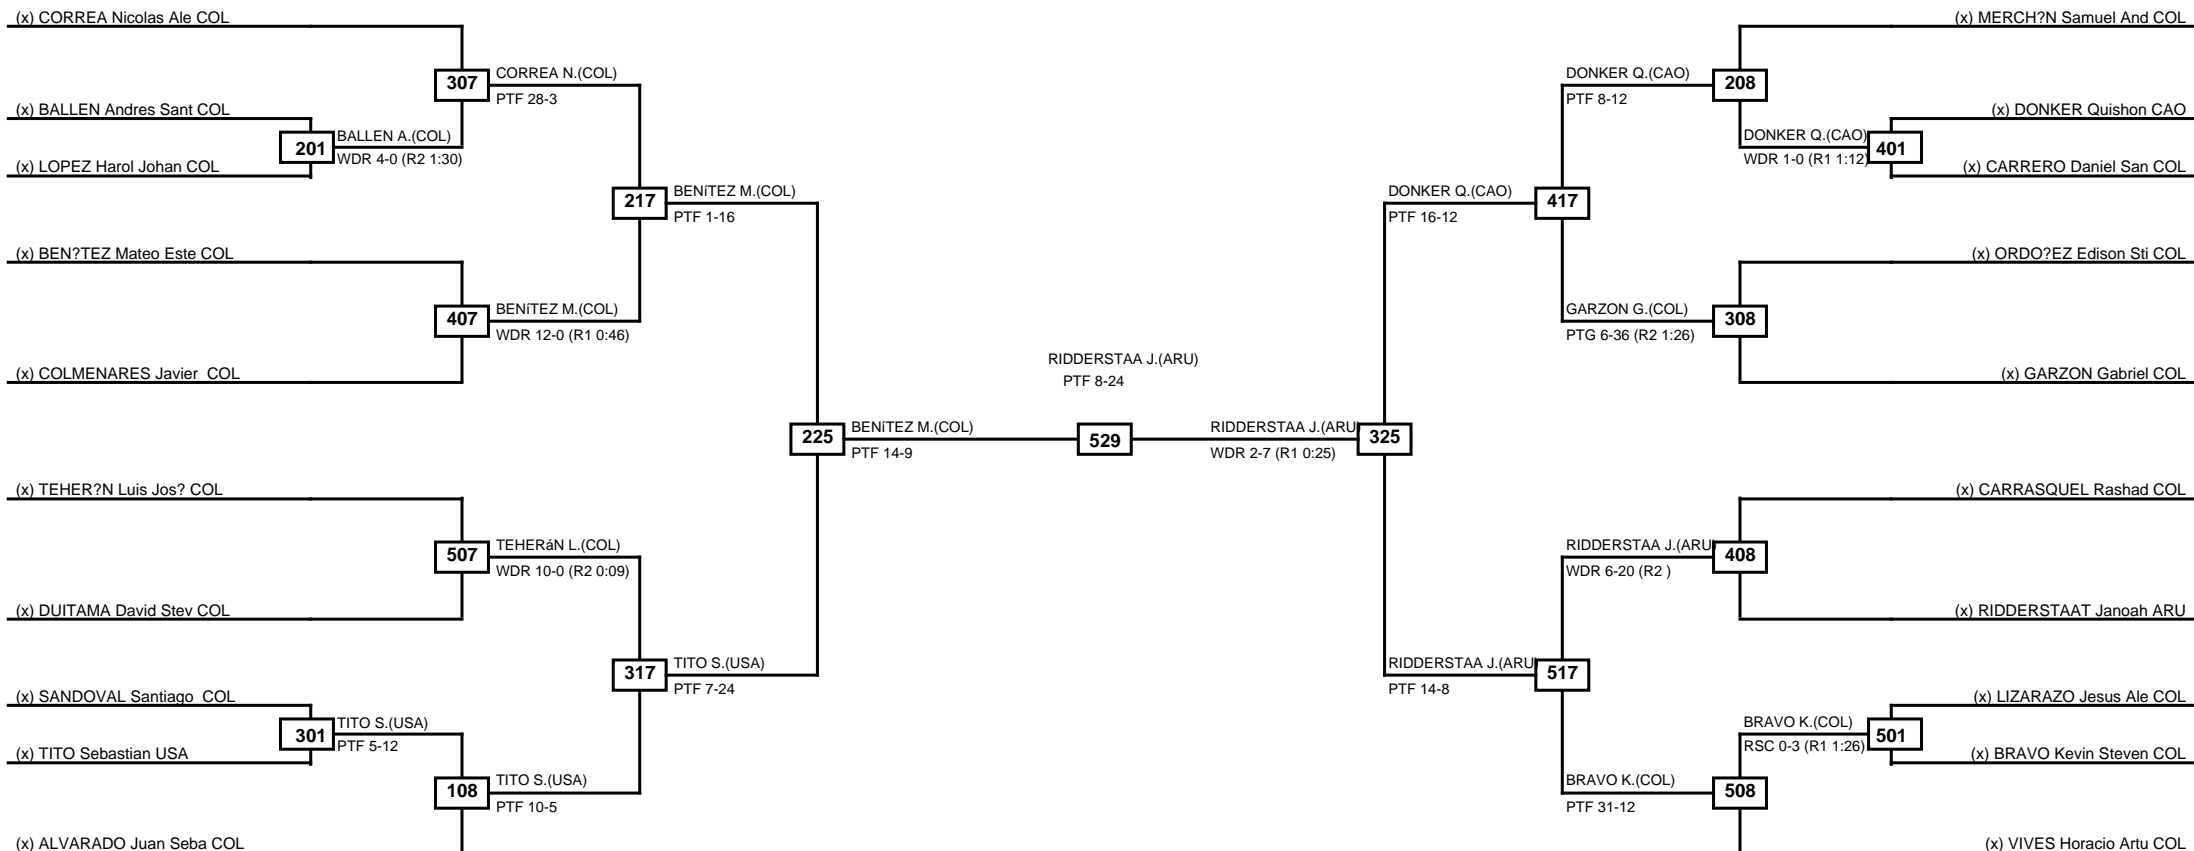 (x) CORREA Nicolas Ale COL
(x) MERCH?N Samuel And COL
307
CORREA N.(COL)
PTF 28-3
DONKER Q.(CAO)
PTF 8-12
208
(x) BALLEN Andres Sant COL
(x) DONKER Quishon CAO
201
BALLEN A.(COL)
WDR 4-0 (R2 1:30)
DONKER Q.(CAO)
WDR 1-0 (R1 1:12)
401
(x) LOPEZ Harol Johan COL
(x) CARRERO Daniel San COL
217
BENíTEZ M.(COL)
PTF 1-16
DONKER Q.(CAO)
PTF 16-12
417
(x) BEN?TEZ Mateo Este COL
(x) ORDO?EZ Edison Sti COL
407
BENíTEZ M.(COL)
WDR 12-0 (R1 0:46)
GARZON G.(COL)
PTG 6-36 (R2 1:26)
308
RIDDERSTAA J.(ARU)
PTF 8-24
(x) COLMENARES Javier  COL
(x) GARZON Gabriel COL
225
BENíTEZ M.(COL)
PTF 14-9
529
RIDDERSTAA J.(ARU
WDR 2-7 (R1 0:25)
325
(x) TEHER?N Luis Jos? COL
(x) CARRASQUEL Rashad COL
507
TEHERáN L.(COL)
WDR 10-0 (R2 0:09)
RIDDERSTAA J.(ARU
WDR 6-20 (R2 )
408
(x) DUITAMA David Stev COL
(x) RIDDERSTAAT Janoah ARU
317
TITO S.(USA)
PTF 7-24
RIDDERSTAA J.(ARU
PTF 14-8
517
(x) SANDOVAL Santiago  COL
(x) LIZARAZO Jesus Ale COL
301
TITO S.(USA)
PTF 5-12
BRAVO K.(COL)
RSC 0-3 (R1 1:26)
501
(x) TITO Sebastian USA
(x) BRAVO Kevin Steven COL
108
TITO S.(USA)
PTF 10-5
BRAVO K.(COL)
PTF 31-12
508
(x) ALVARADO Juan Seba COL
(x) VIVES Horacio Artu COL